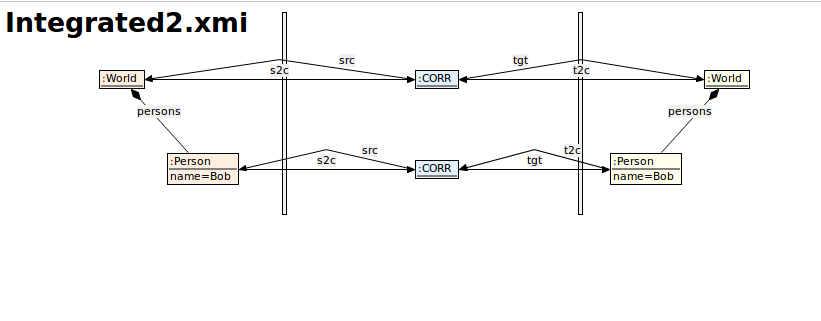 Integrated2.xmi
src
tgt
:World
s2c
:CORR
t2c
:World
persons
persons
src
t2c
:Person
name=Bob
s2c
:CORR
tgt
:Person
name=Bob